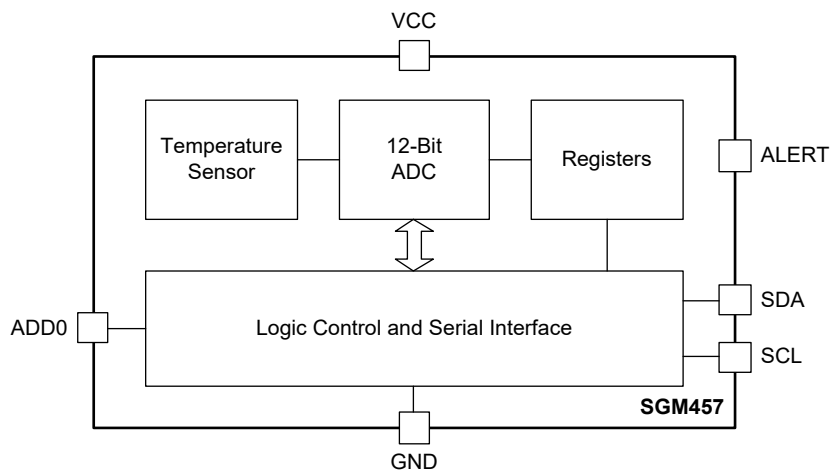 VCC
Temperature
Sensor
12-Bit
ADC
Registers
ALERT
ADD0
Logic Control and Serial Interface
SDA
SCL
SGM457
GND